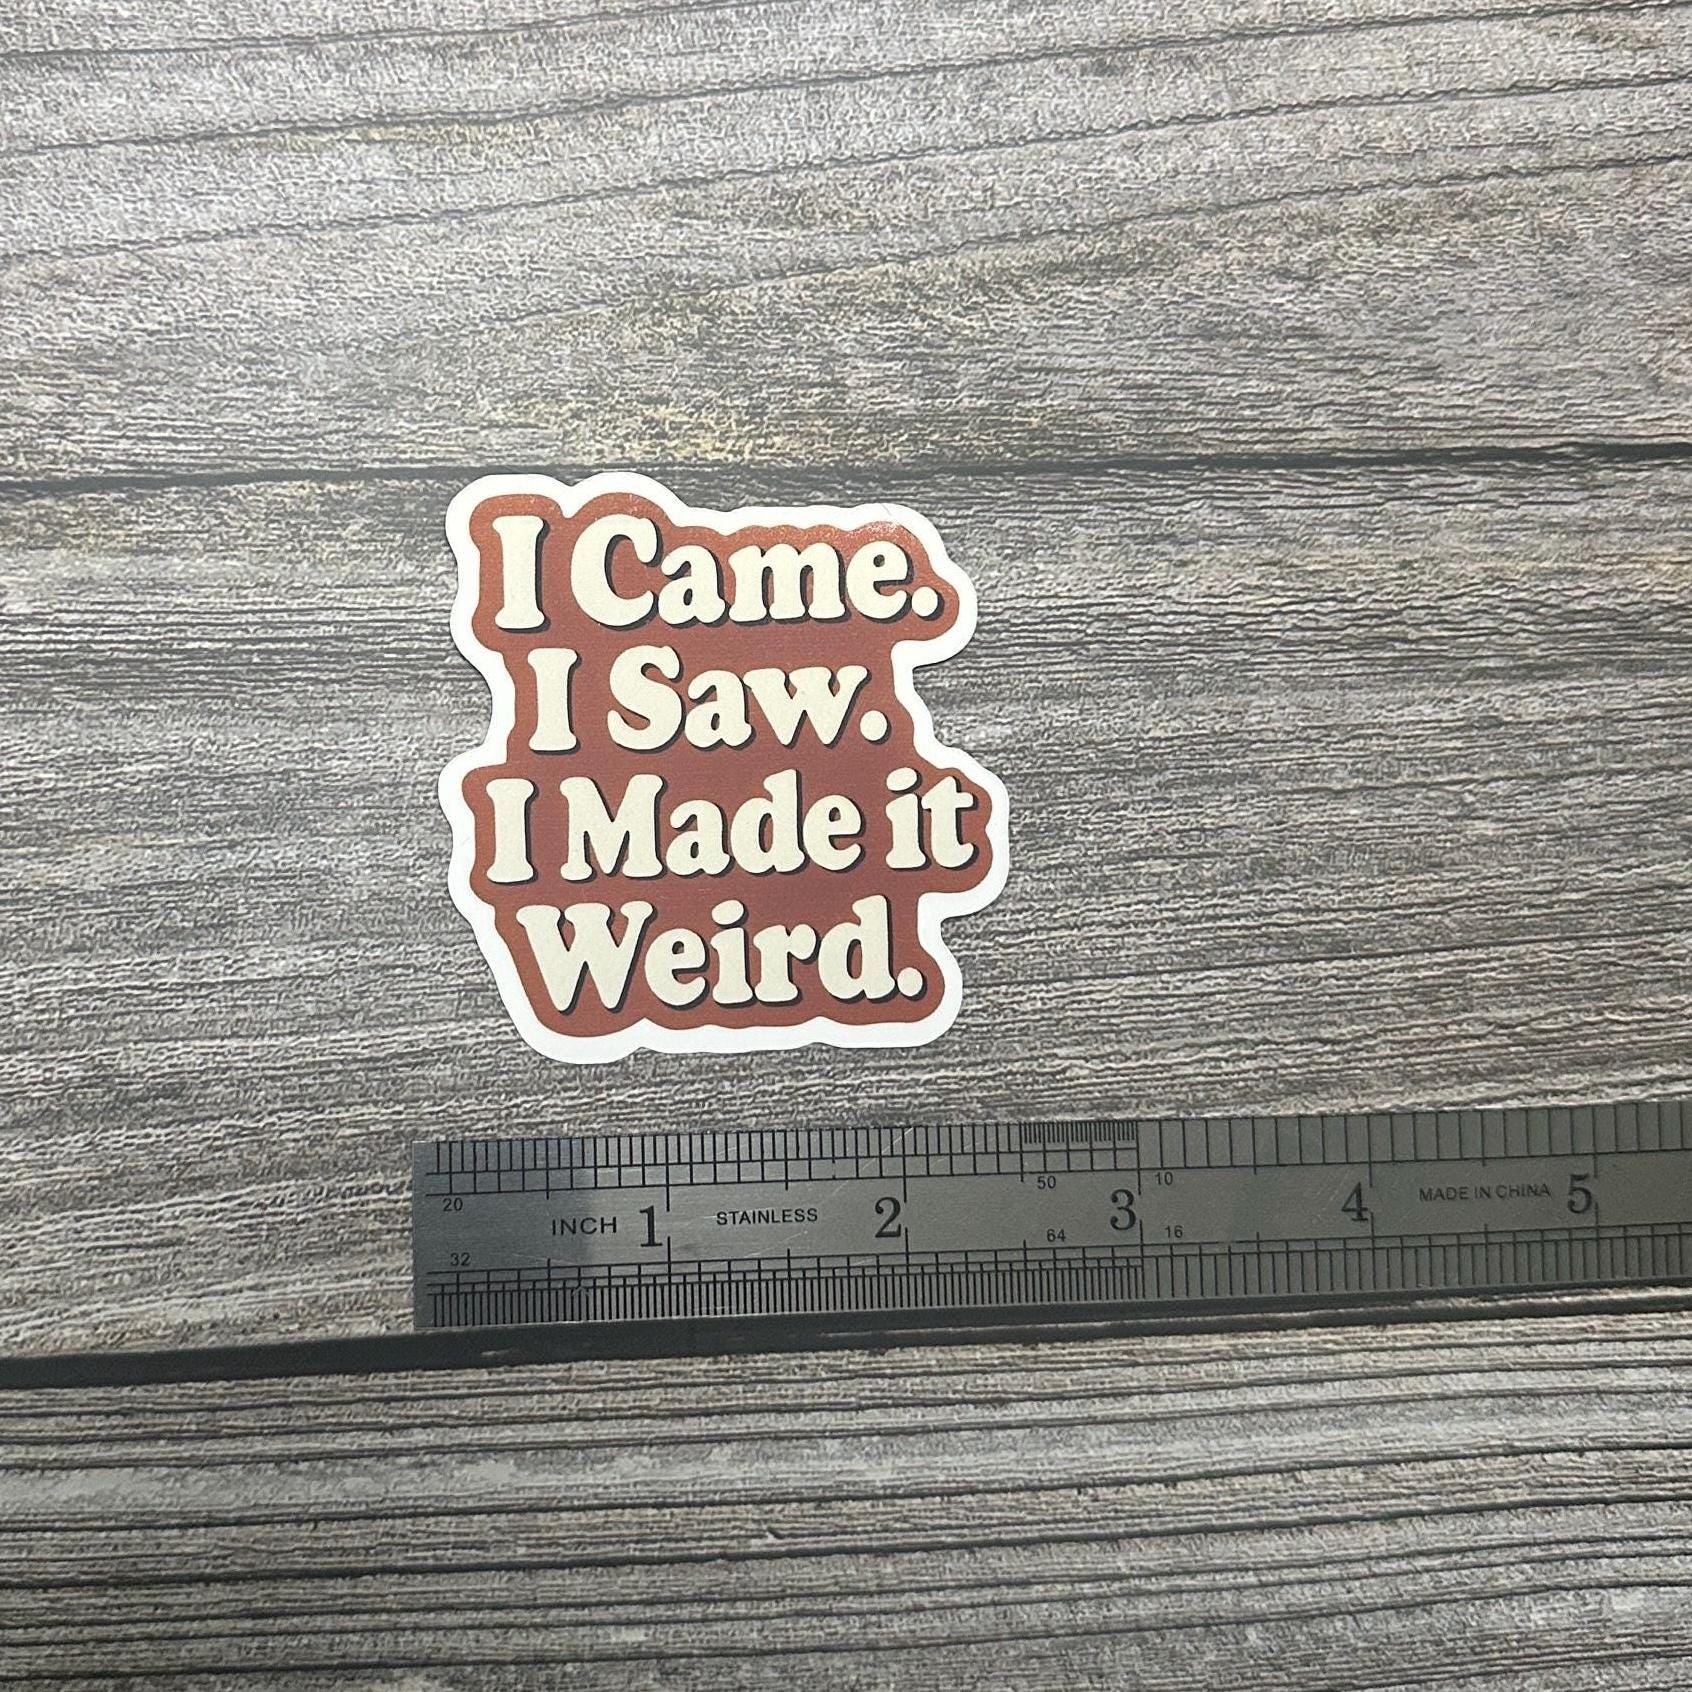 I Came.
I Saw.
I Made it
Weird.
20 50 10
INCH 1 STAINLESS 2 3 4 MADE IN CHINA 5
32 64 16